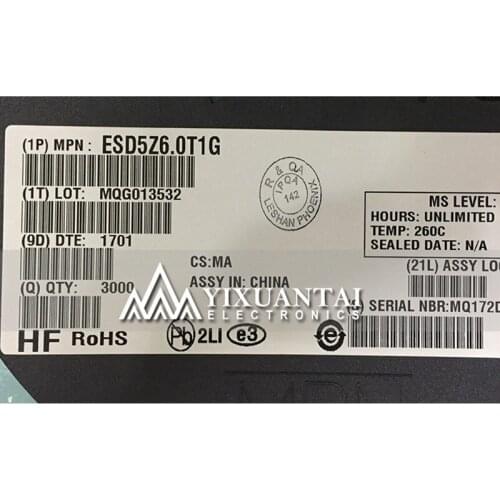 (1P) MPN : ESD5Z6.0T1G
(1T) LOT: MQG013532
R & QA
IPQA
142
LESHAN PHOENIX
MS LEVEL:
HOURS: UNLIMITED
TEMP: 260C
SEALED DATE: N/A
(9D) DTE: 1701
CS:MA
(21L) ASSY LO
(Q) QTY: 3000
ASSY IN: CHINA
YIXUANTAI
ELECTRONICS
SERIAL NBR:MQ172D
HF RoHS
Pb 2LI e3
e